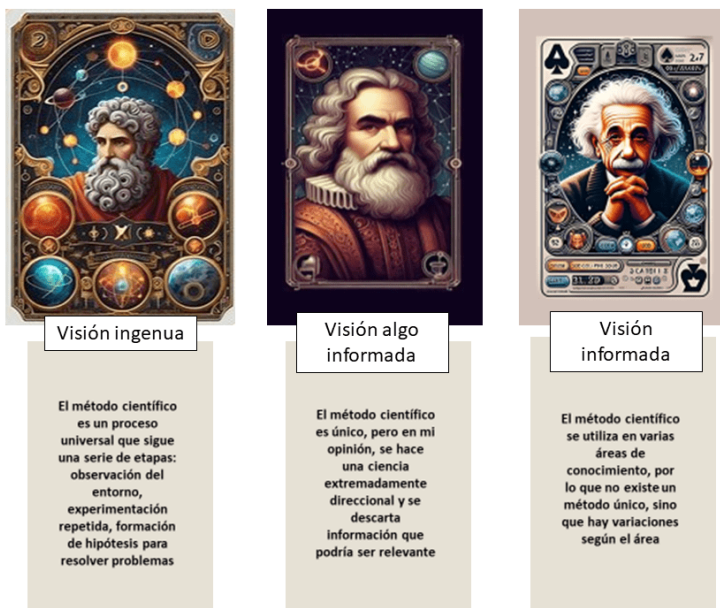 Visión ingenua
El método científico
es un proceso
universal que sigue
una serie de etapas:
observación del
entorno,
experimentación
repetida, formación
de hipótesis para
resolver problemas
Visión algo
informada
El método científico
es único, pero en mi
opinión, se hace
una ciencia
extremadamente
direccional y se
descarta
información que
podría ser relevante
Visión
informada
El método científico
se utiliza en varias
áreas de
conocimiento, por
lo que no existe un
método único, sino
que hay variaciones
según el área